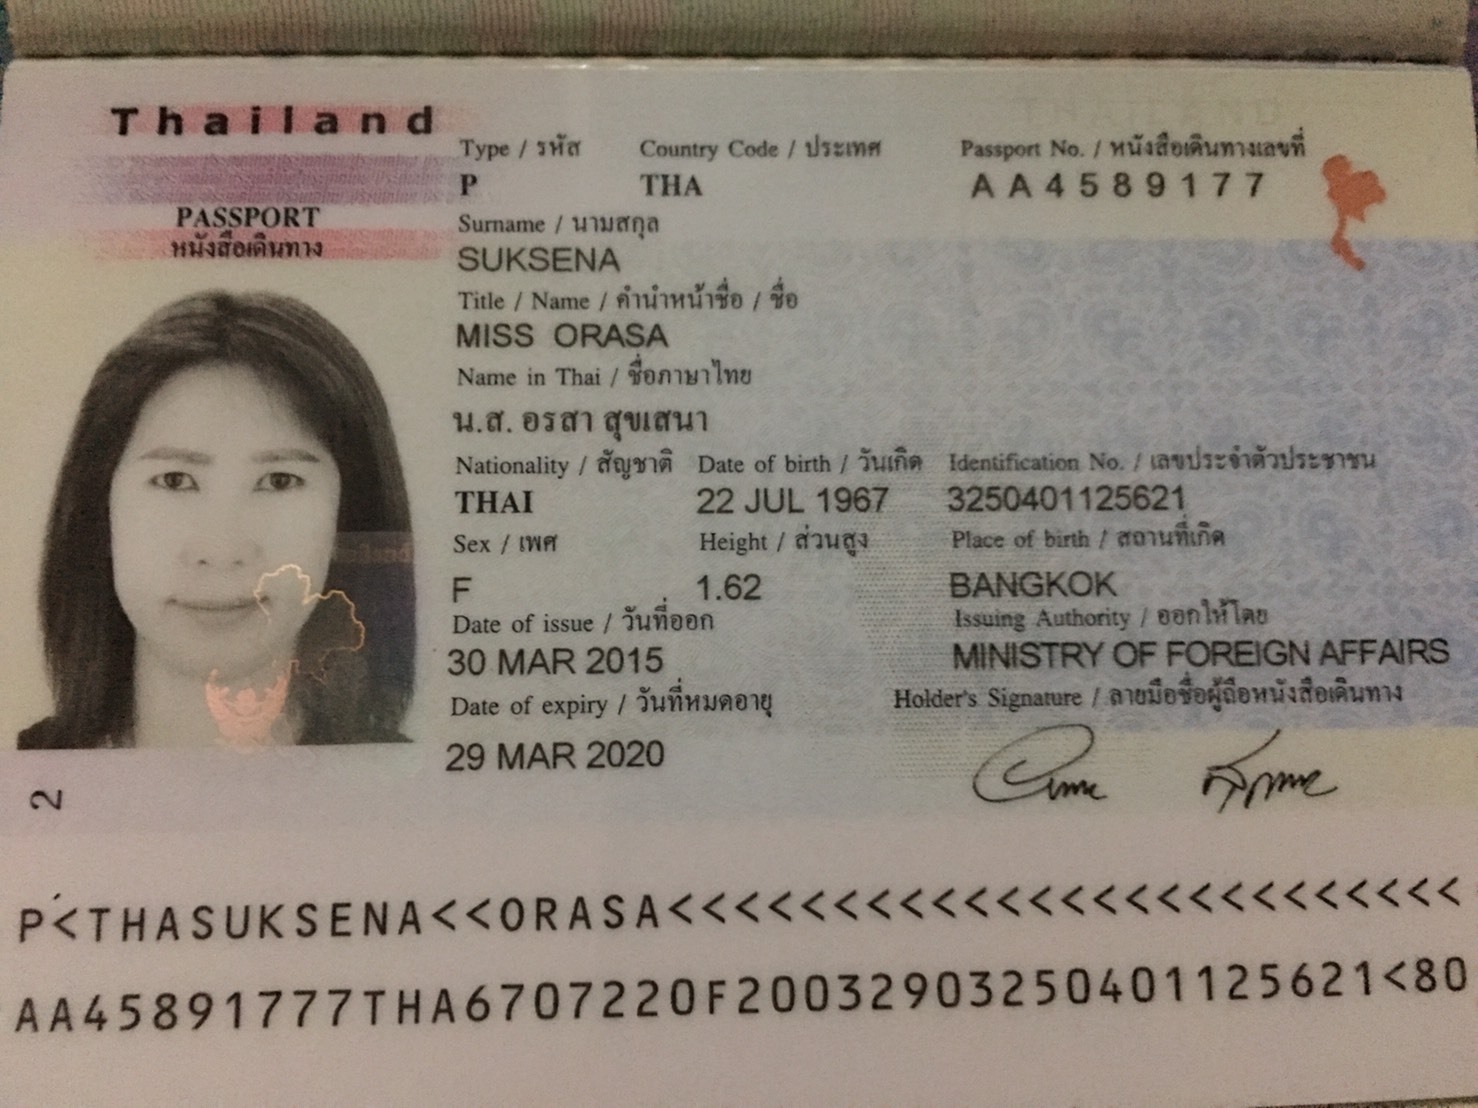 Thailand
PASSPORT
หนังสือเดินทาง
Type / รหัส Country Code / ประเทศ Passport No. / หนังสือเดินทางเลขที่
P THA AA4589177
Surname / นามสกุล
SUKSENA
Title / Name / คำนำหน้าชื่อ / ชื่อ
MISS ORASA
Name in Thai / ชื่อภาษาไทย
น.ส. อรสา สุขเสนา
Nationality / สัญชาติ Date of birth / วันเกิด Identification No. / เลขประจำตัวประชาชน
THAI 22 JUL 1967 3250401125621
Sex / เพศ Height / ส่วนสูง Place of birth / สถานที่เกิด
F 1.62 BANGKOK
Date of issue / วันที่ออก Issuing Authority / ออกให้โดย
30 MAR 2015 MINISTRY OF FOREIGN AFFAIRS
Date of expiry / วันที่หมดอายุ Holder's Signature / ลายมือชื่อผู้ถือหนังสือเดินทาง
29 MAR 2020
2
P<THASUKSENA<<ORASA<<<<<<<<<<<<<<<<<<<<<<<<<
AA45891777THA6707220F20032903250401125621<80